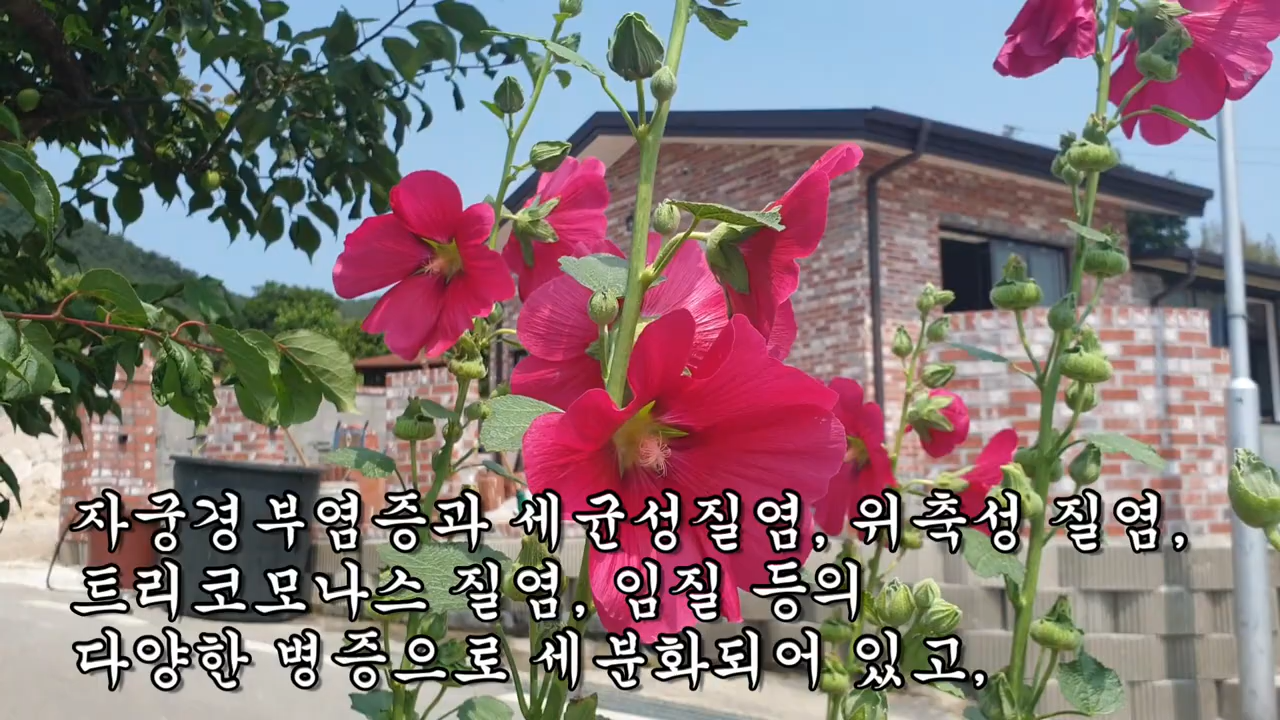 자궁경부염증과 세균성질염, 위축성 질염,
트리코모나스 질염, 임질 등의
다양한 병증으로 세분화되어 있고,